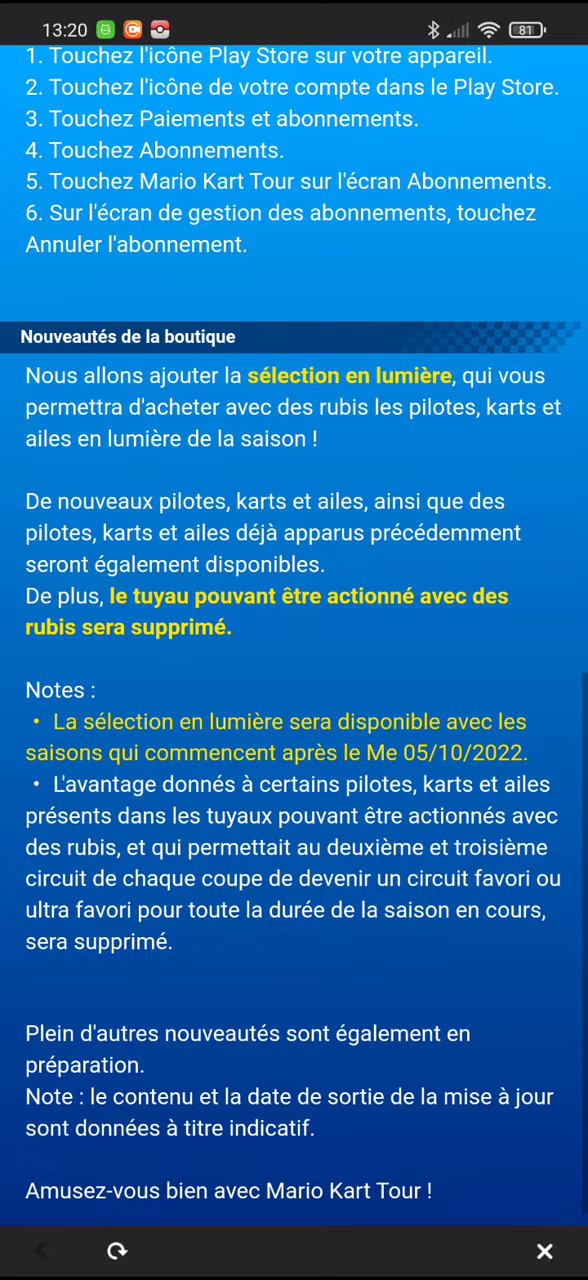 13:20
81
1. Touchez l'icône Play Store sur votre appareil.
2. Touchez l'icône de votre compte dans le Play Store.
3. Touchez Paiements et abonnements.
4. Touchez Abonnements.
5. Touchez Mario Kart Tour sur l'écran Abonnements.
6. Sur l'écran de gestion des abonnements, touchez
Annuler l'abonnement.
Nouveautés de la boutique
Nous allons ajouter la sélection en lumière, qui vous
permettra d'acheter avec des rubis les pilotes, karts et
ailes en lumière de la saison !
De nouveaux pilotes, karts et ailes, ainsi que des
pilotes, karts et ailes déjà apparus précédemment
seront également disponibles.
De plus, le tuyau pouvant être actionné avec des
rubis sera supprimé.
Notes :
• La sélection en lumière sera disponible avec les
saisons qui commencent après le Me 05/10/2022.
• L'avantage donnés à certains pilotes, karts et ailes
présents dans les tuyaux pouvant être actionnés avec
des rubis, et qui permettait au deuxième et troisième
circuit de chaque coupe de devenir un circuit favori ou
ultra favori pour toute la durée de la saison en cours,
sera supprimé.
Plein d'autres nouveautés sont également en
préparation.
Note : le contenu et la date de sortie de la mise à jour
sont données à titre indicatif.
Amusez-vous bien avec Mario Kart Tour !